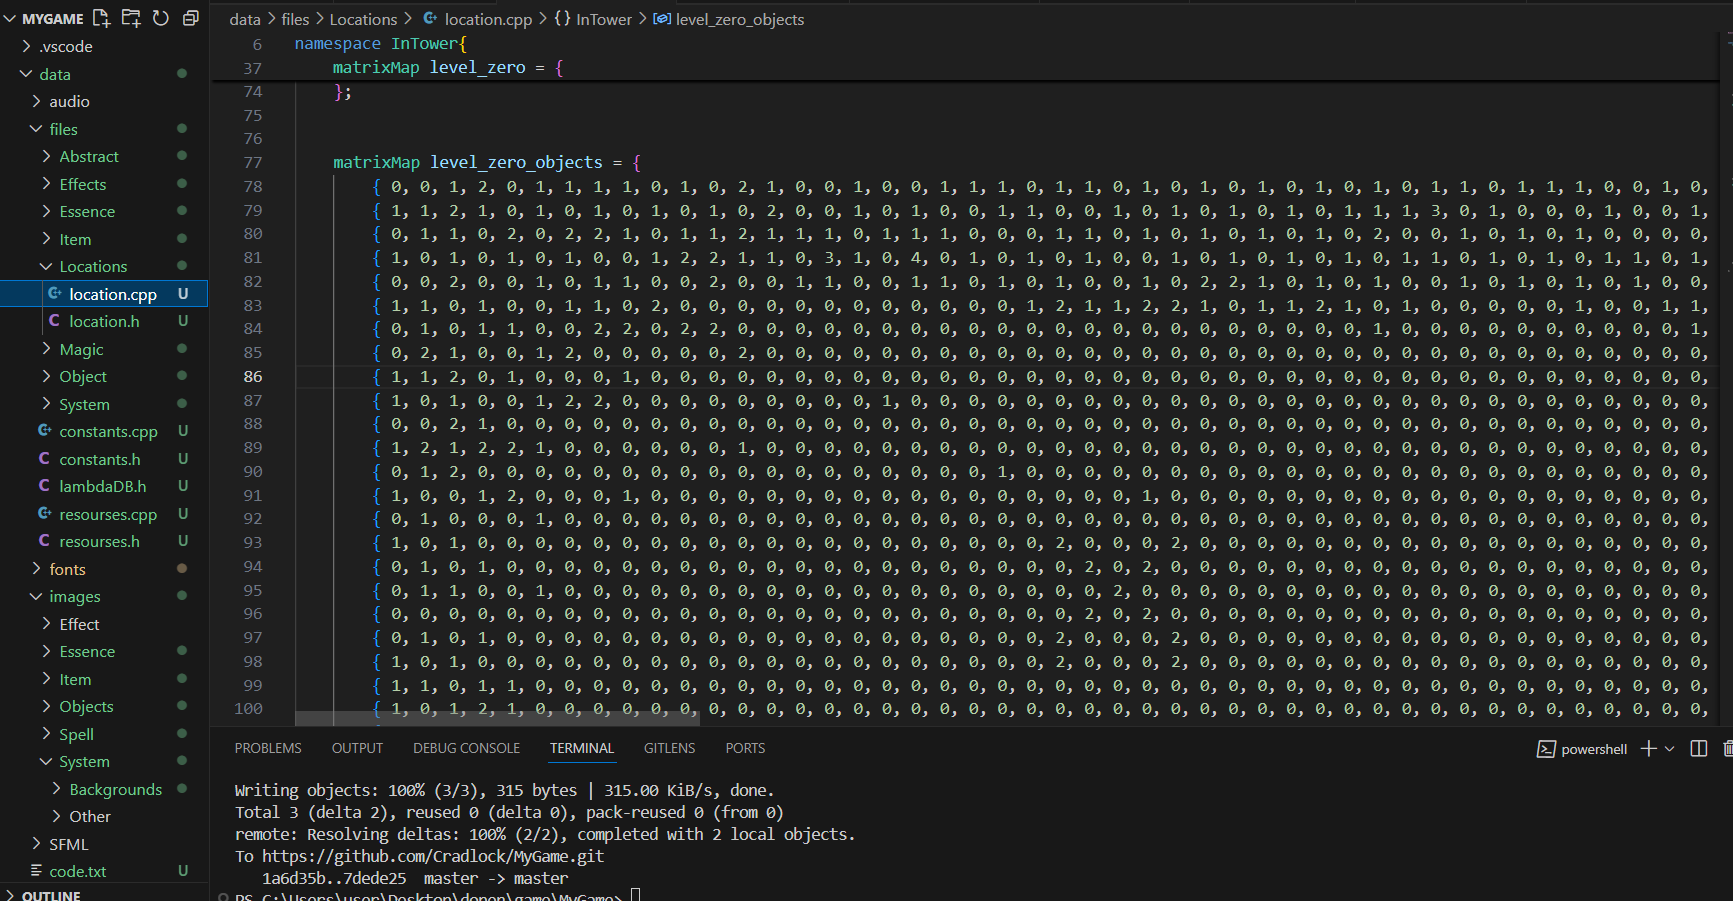 MYGAME
.vscode
data
audio
files
Abstract
Effects
Essence
Item
Locations
location.cpp U
location.h U
Magic
Object
System
constants.cpp U
constants.h U
lambdaDB.h U
resourses.cpp U
resourses.h U
fonts
images
Effect
Essence
Item
Objects
Spell
System
Backgrounds
Other
SFML
code.txt U
OUTLINE
data > files > Locations > location.cpp > {} InTower > level_zero_objects
6 namespace InTower{
37 matrixMap level_zero = {
74 };
75
76
77 matrixMap level_zero_objects = {
78 { 0, 0, 1, 2, 0, 1, 1, 1, 1, 0, 1, 0, 2, 1, 0, 0, 1, 0, 0, 1, 1, 1, 0, 1, 1, 0, 1, 0, 1, 0, 1, 0, 1, 0, 1, 0, 1, 1, 0, 1, 1, 1, 0, 0, 1, 0,
79 { 1, 1, 2, 1, 0, 1, 0, 1, 0, 1, 0, 1, 0, 2, 0, 0, 1, 0, 1, 0, 0, 1, 1, 0, 0, 1, 0, 1, 0, 1, 0, 1, 0, 1, 1, 1, 3, 0, 1, 0, 0, 0, 1, 0, 0, 1,
80 { 0, 1, 1, 0, 2, 0, 2, 2, 1, 0, 1, 1, 2, 1, 1, 1, 0, 1, 1, 1, 0, 0, 0, 1, 1, 0, 1, 0, 1, 0, 1, 0, 1, 0, 2, 0, 0, 1, 0, 1, 0, 1, 0, 0, 0, 0,
81 { 1, 0, 1, 0, 1, 0, 1, 0, 0, 1, 2, 2, 1, 1, 0, 3, 1, 0, 4, 0, 1, 0, 1, 0, 1, 0, 0, 1, 0, 1, 0, 1, 0, 1, 0, 1, 1, 0, 1, 0, 1, 0, 1, 1, 0, 1,
82 { 0, 0, 2, 0, 0, 1, 0, 1, 1, 0, 0, 2, 0, 0, 1, 1, 0, 0, 1, 1, 0, 1, 0, 1, 0, 0, 1, 0, 2, 2, 1, 0, 1, 0, 1, 0, 0, 1, 0, 1, 0, 1, 0, 1, 0, 0,
83 { 1, 1, 0, 1, 0, 0, 1, 1, 0, 2, 0, 0, 0, 0, 0, 0, 0, 0, 0, 0, 0, 0, 1, 2, 1, 1, 2, 2, 1, 0, 1, 1, 2, 1, 0, 1, 0, 0, 0, 0, 0, 1, 0, 0, 1, 1,
84 { 0, 1, 0, 1, 1, 0, 0, 2, 2, 0, 2, 2, 0, 0, 0, 0, 0, 0, 0, 0, 0, 0, 0, 0, 0, 0, 0, 0, 0, 0, 0, 0, 0, 0, 1, 0, 0, 0, 0, 0, 0, 0, 0, 0, 0, 1,
85 { 0, 2, 1, 0, 0, 1, 2, 0, 0, 0, 0, 0, 2, 0, 0, 0, 0, 0, 0, 0, 0, 0, 0, 0, 0, 0, 0, 0, 0, 0, 0, 0, 0, 0, 0, 0, 0, 0, 0, 0, 0, 0, 0, 0, 0, 0,
86 { 1, 1, 2, 0, 1, 0, 0, 0, 1, 0, 0, 0, 0, 0, 0, 0, 0, 0, 0, 0, 0, 0, 0, 0, 0, 0, 0, 0, 0, 0, 0, 0, 0, 0, 0, 0, 0, 0, 0, 0, 0, 0, 0, 0, 0, 0,
87 { 1, 0, 1, 0, 0, 1, 2, 2, 0, 0, 0, 0, 0, 0, 0, 0, 0, 1, 0, 0, 0, 0, 0, 0, 0, 0, 0, 0, 0, 0, 0, 0, 0, 0, 0, 0, 0, 0, 0, 0, 0, 0, 0, 0, 0, 0,
88 { 0, 0, 2, 1, 0, 0, 0, 0, 0, 0, 0, 0, 0, 0, 0, 0, 0, 0, 0, 0, 0, 0, 0, 0, 0, 0, 0, 0, 0, 0, 0, 0, 0, 0, 0, 0, 0, 0, 0, 0, 0, 0, 0, 0, 0, 0,
89 { 1, 2, 1, 2, 2, 1, 0, 0, 0, 0, 0, 0, 1, 0, 0, 0, 0, 0, 0, 0, 0, 0, 0, 0, 0, 0, 0, 0, 0, 0, 0, 0, 0, 0, 0, 0, 0, 0, 0, 0, 0, 0, 0, 0, 0, 0,
90 { 0, 1, 2, 0, 0, 0, 0, 0, 0, 0, 0, 0, 0, 0, 0, 0, 0, 0, 0, 0, 0, 1, 0, 0, 0, 0, 0, 0, 0, 0, 0, 0, 0, 0, 0, 0, 0, 0, 0, 0, 0, 0, 0, 0, 0, 0,
91 { 1, 0, 0, 1, 2, 0, 0, 0, 1, 0, 0, 0, 0, 0, 0, 0, 0, 0, 0, 0, 0, 0, 0, 0, 0, 0, 1, 0, 0, 0, 0, 0, 0, 0, 0, 0, 0, 0, 0, 0, 0, 0, 0, 0, 0, 0,
92 { 0, 1, 0, 0, 0, 1, 0, 0, 0, 0, 0, 0, 0, 0, 0, 0, 0, 0, 0, 0, 0, 0, 0, 0, 0, 0, 0, 0, 0, 0, 0, 0, 0, 0, 0, 0, 0, 0, 0, 0, 0, 0, 0, 0, 0, 0,
93 { 1, 0, 1, 0, 0, 0, 0, 0, 0, 0, 0, 0, 0, 0, 0, 0, 0, 0, 0, 0, 0, 0, 0, 2, 0, 0, 0, 2, 0, 0, 0, 0, 0, 0, 0, 0, 0, 0, 0, 0, 0, 0, 0, 0, 0, 0,
94 { 0, 1, 0, 1, 0, 0, 0, 0, 0, 0, 0, 0, 0, 0, 0, 0, 0, 0, 0, 0, 0, 0, 0, 0, 2, 0, 2, 0, 0, 0, 0, 0, 0, 0, 0, 0, 0, 0, 0, 0, 0, 0, 0, 0, 0, 0,
95 { 0, 1, 1, 0, 0, 1, 0, 0, 0, 0, 0, 0, 0, 0, 0, 0, 0, 0, 0, 0, 0, 0, 0, 0, 0, 2, 0, 0, 0, 0, 0, 0, 0, 0, 0, 0, 0, 0, 0, 0, 0, 0, 0, 0, 0, 0,
96 { 0, 0, 0, 0, 0, 0, 0, 0, 0, 0, 0, 0, 0, 0, 0, 0, 0, 0, 0, 0, 0, 0, 0, 0, 2, 0, 2, 0, 0, 0, 0, 0, 0, 0, 0, 0, 0, 0, 0, 0, 0, 0, 0, 0, 0, 0,
97 { 0, 1, 0, 1, 0, 0, 0, 0, 0, 0, 0, 0, 0, 0, 0, 0, 0, 0, 0, 0, 0, 0, 0, 2, 0, 0, 0, 2, 0, 0, 0, 0, 0, 0, 0, 0, 0, 0, 0, 0, 0, 0, 0, 0, 0, 0,
98 { 1, 0, 1, 0, 0, 0, 0, 0, 0, 0, 0, 0, 0, 0, 0, 0, 0, 0, 0, 0, 0, 0, 0, 2, 0, 0, 0, 2, 0, 0, 0, 0, 0, 0, 0, 0, 0, 0, 0, 0, 0, 0, 0, 0, 0, 0,
99 { 1, 1, 0, 1, 1, 0, 0, 0, 0, 0, 0, 0, 0, 0, 0, 0, 0, 0, 0, 0, 0, 0, 0, 0, 0, 0, 0, 0, 0, 0, 0, 0, 0, 0, 0, 0, 0, 0, 0, 0, 0, 0, 0, 0, 0, 0,
100 { 1, 0, 1, 2, 1, 0, 0, 0, 0, 0, 0, 0, 0, 0, 0, 0, 0, 0, 0, 0, 0, 0, 0, 0, 0, 0, 0, 0, 0, 0, 0, 0, 0, 0, 0, 0, 0, 0, 0, 0, 0, 0, 0, 0, 0, 0,
PROBLEMS OUTPUT DEBUG CONSOLE TERMINAL GITLENS PORTS
powershell
Writing objects: 100% (3/3), 315 bytes | 315.00 KiB/s, done.
Total 3 (delta 2), reused 0 (delta 0), pack-reused 0 (from 0)
remote: Resolving deltas: 100% (2/2), completed with 2 local objects.
To https://github.com/Cradlock/MyGame.git
1a6d35b..7dede25 master -> master
PS C:\Users\user\Desktop\donen\game\MyGame>